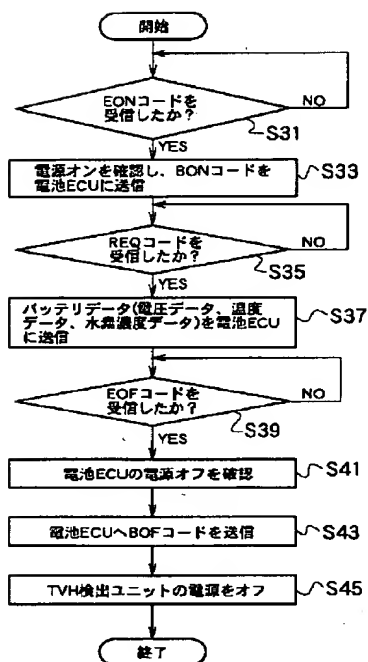 開始
EONコードを
受信したか?
NO
S31
YES
電源オンを確認し、BONコードを
電池ECUに送信
S33
REQコードを
受信したか?
NO
S35
YES
バッテリデータ(電圧データ、温度
データ、水素濃度データ)を電池ECU
に送信
S37
EOFコードを
受信したか?
NO
S39
YES
電池ECUの電源オフを確認
S41
電池ECUへBOFコードを送信
S43
TVH検出ユニットの電源をオフ
S45
終了